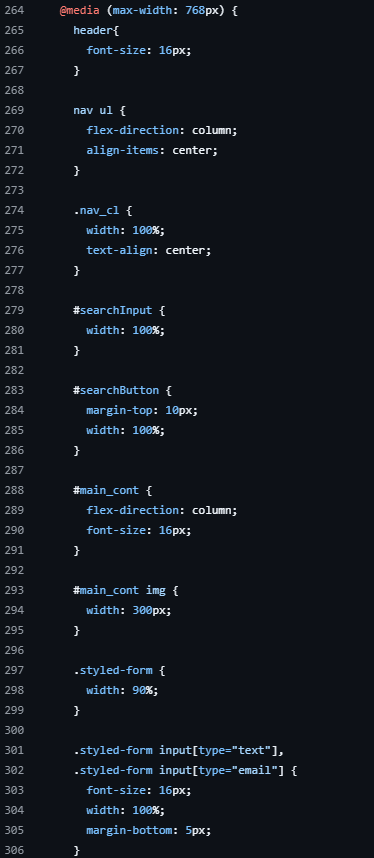 264 @media (max-width: 768px) {
265 header{
266 font-size: 16px;
267 }
268
269 nav ul {
270 flex-direction: column;
271 align-items: center;
272 }
273
274 .nav_cl {
275 width: 100%;
276 text-align: center;
277 }
278
279 #searchInput {
280 width: 100%;
281 }
282
283 #searchButton {
284 margin-top: 10px;
285 width: 100%;
286 }
287
288 #main_cont {
289 flex-direction: column;
290 font-size: 16px;
291 }
292
293 #main_cont img {
294 width: 300px;
295 }
296
297 .styled-form {
298 width: 90%;
299 }
300
301 .styled-form input[type="text"],
302 .styled-form input[type="email"] {
303 font-size: 16px;
304 width: 100%;
305 margin-bottom: 5px;
306 }